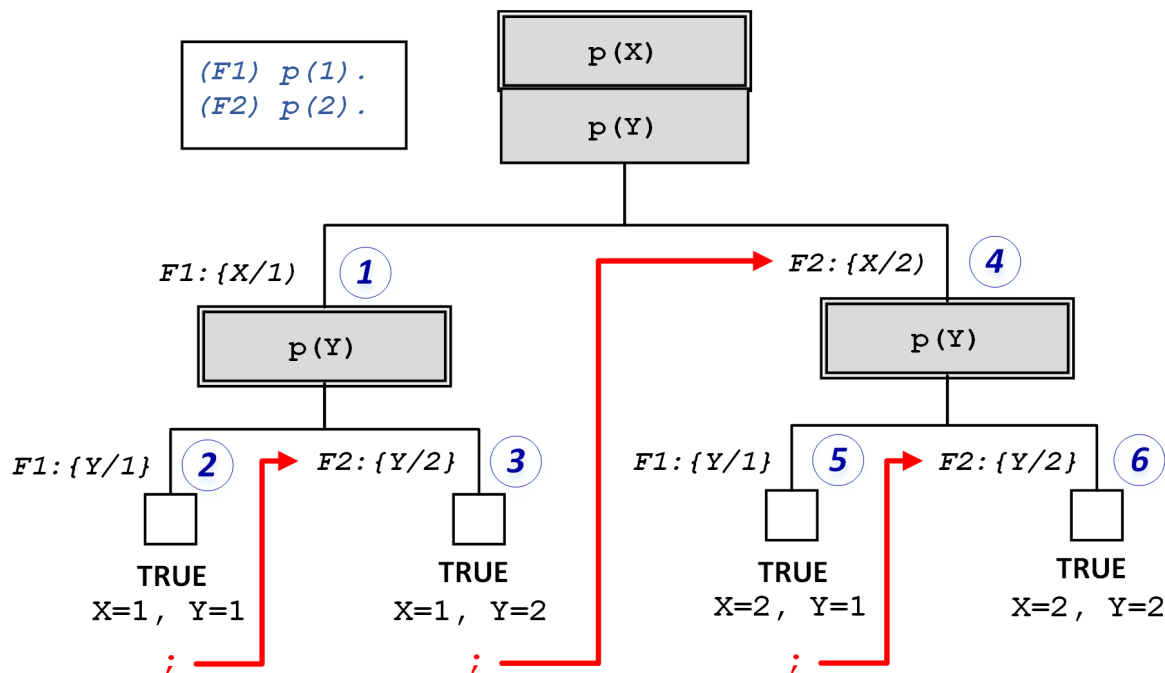 (F1) p(1).
(F2) p(2).
p(X)
p(Y)
F1:{X/1)
1
F2:{X/2)
4
p(Y)
p(Y)
F1:{Y/1}
2
F2:{Y/2}
3
F1:{Y/1}
5
F2:{Y/2}
6
TRUE
X=1, Y=1
;
TRUE
X=1, Y=2
;
TRUE
X=2, Y=1
;
TRUE
X=2, Y=2